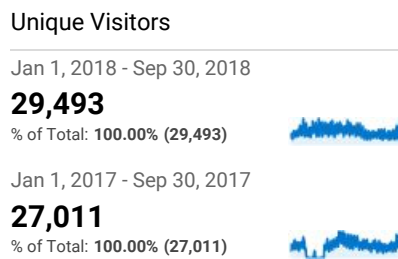 Unique Visitors
Jan 1, 2018 - Sep 30, 2018
29,493
% of Total: 100.00% (29,493)
Jan 1, 2017 - Sep 30, 2017
27,011
% of Total: 100.00% (27,011)